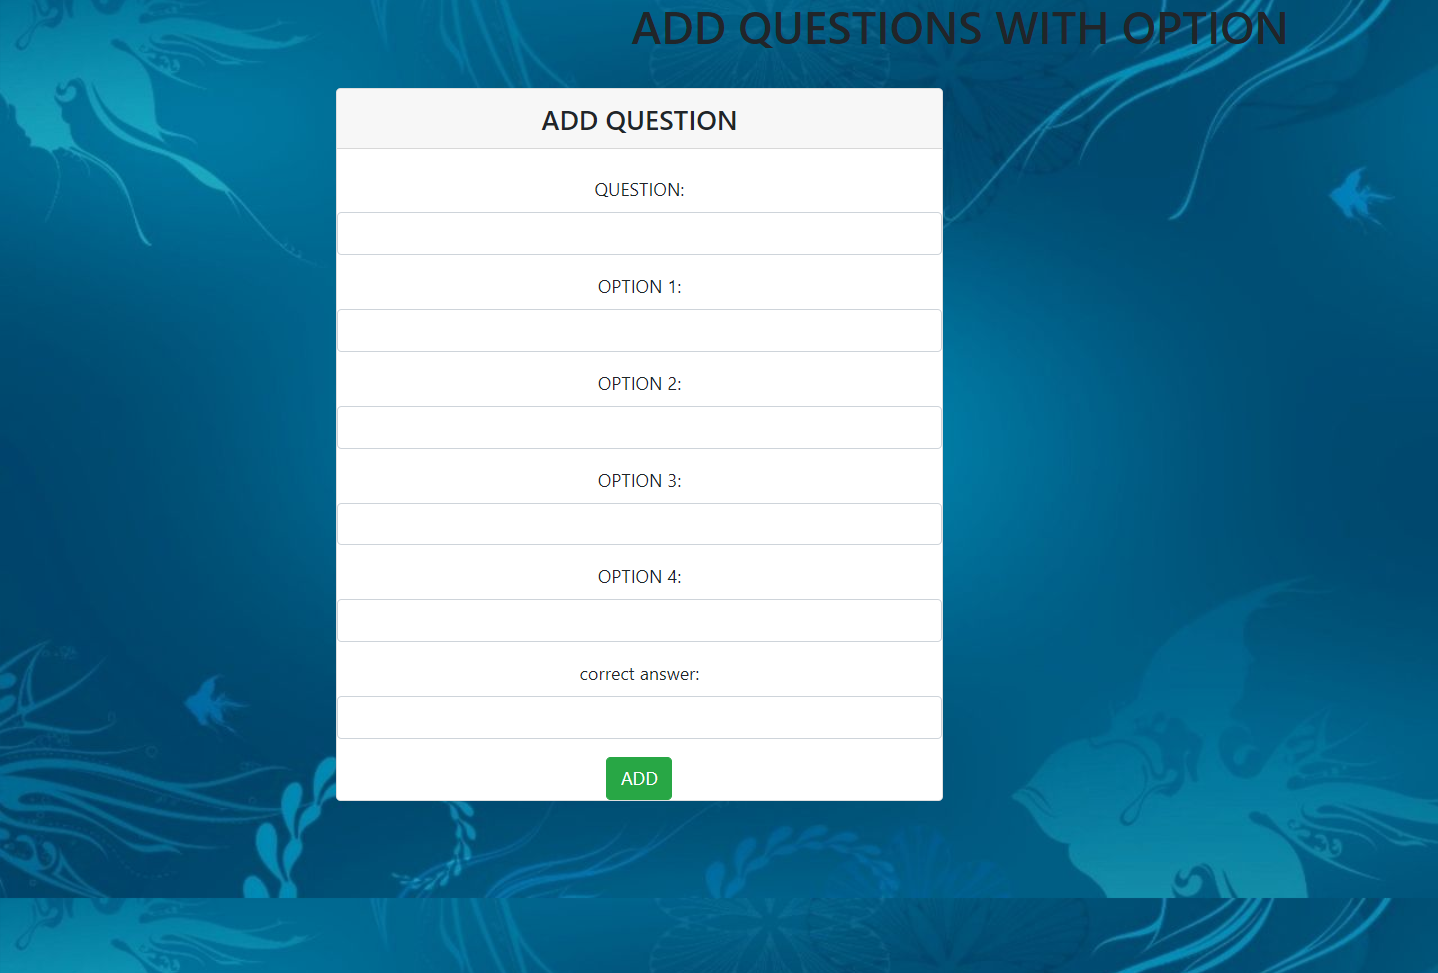 ADD QUESTIONS WITH OPTION
ADD QUESTION
QUESTION:
OPTION 1:
OPTION 2:
OPTION 3:
OPTION 4:
correct answer:
ADD